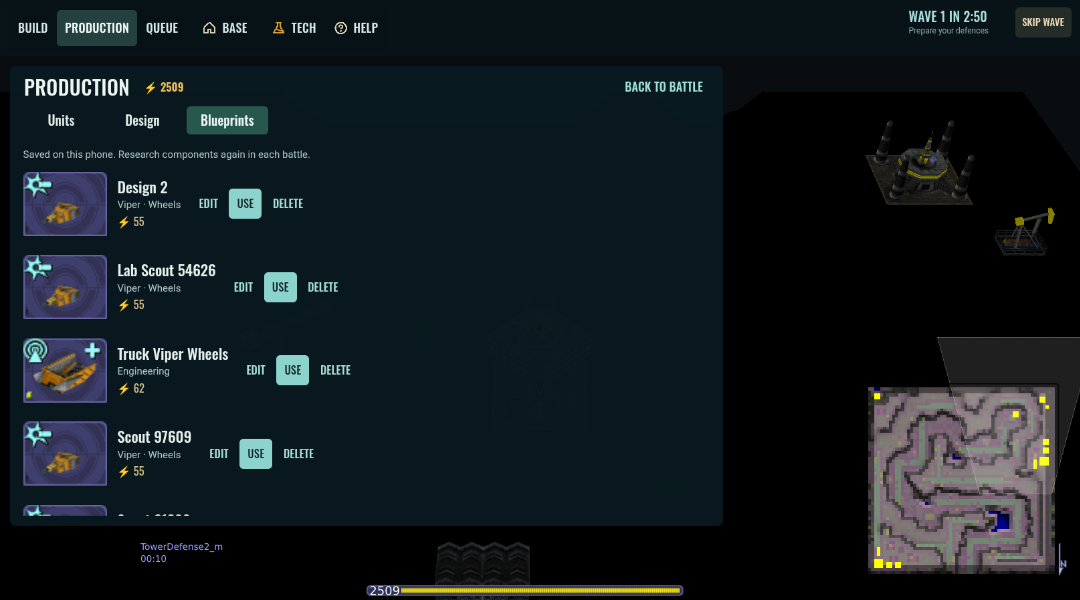 BUILD PRODUCTION QUEUE BASE TECH HELP
WAVE 1 IN 2:50
Prepare your defences
SKIP WAVE
PRODUCTION 2509 BACK TO BATTLE
Units Design Blueprints
Saved on this phone. Research components again in each battle.
Design 2
Viper · Wheels
55
EDIT USE DELETE
Lab Scout 54626
Viper · Wheels
55
EDIT USE DELETE
Truck Viper Wheels
Engineering
62
EDIT USE DELETE
Scout 97609
Viper · Wheels
55
EDIT USE DELETE
TowerDefense2_m
00:10
2509
N